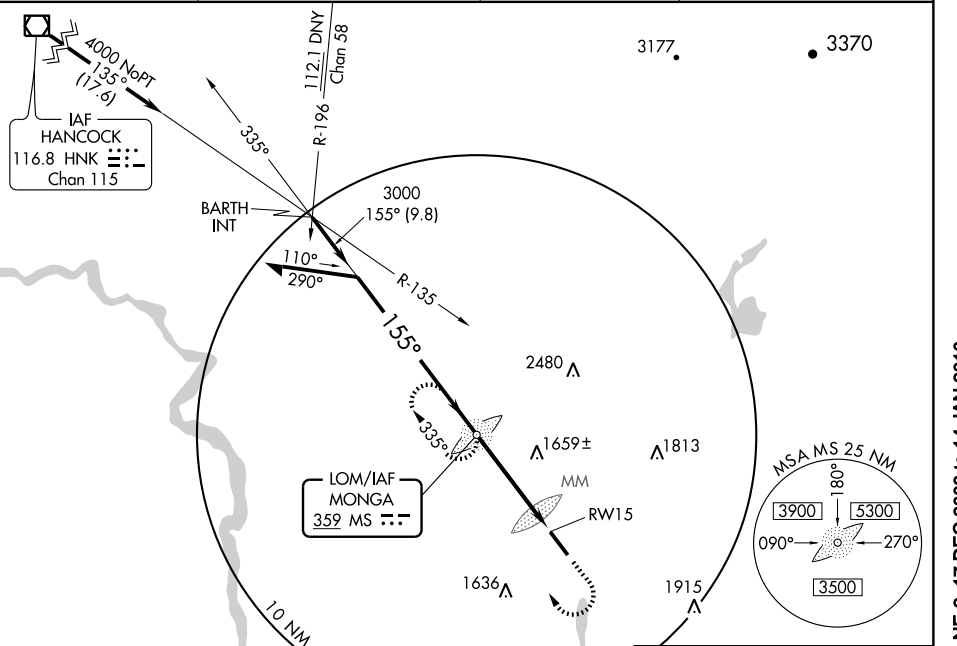 4000 NoPT
135°
(17.6)
IAF
HANCOCK
116.8 HNK
Chan 115
112.1 DNY
Chan 58
R-196
335°
3177
3370
BARTH
INT
3000
155° (9.8)
110°
290°
R-135
155°
2480
335°
1659±
1813
LOM/IAF
MONGA
359 MS
MM
RW15
1636
1915
10 NM
MSA MS 25 NM
180°
3900
5300
090°
270°
3500